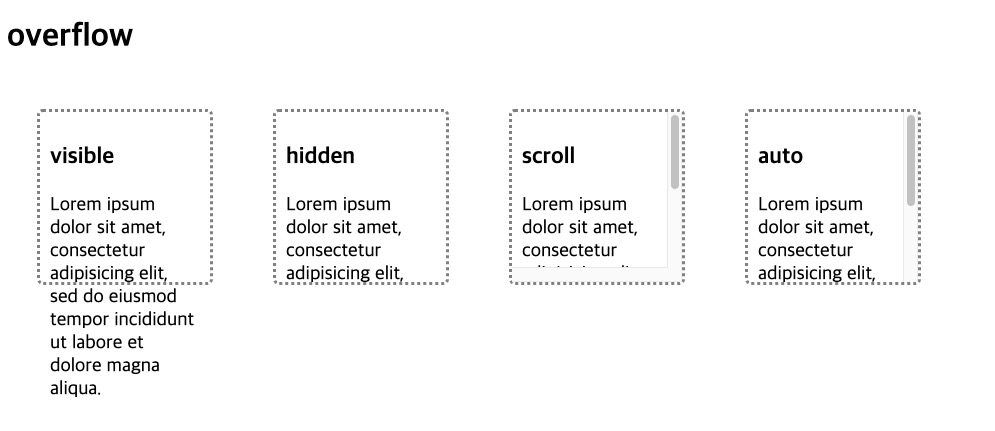 overflow
visible
Lorem ipsum
dolor sit amet,
consectetur
adipisicing elit,
sed do eiusmod
tempor incididunt
ut labore et
dolore magna
aliqua.
hidden
Lorem ipsum
dolor sit amet,
consectetur
adipisicing elit,
scroll
Lorem ipsum
dolor sit amet,
consectetur
auto
Lorem ipsum
dolor sit amet,
consectetur
adipisicing elit,